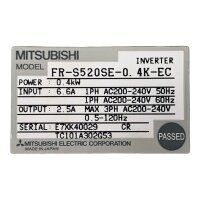 MITSUBISHI
INVERTER
MODEL FR-S520SE-0.4K-EC
POWER : 0.4kW
INPUT : 6.6A 1PH AC200-240V 50Hz
1PH AC200-240V 60Hz
OUTPUT : 2.5A 3PH AC200-240V MAX
0.5-120Hz
SERIAL : E7XK40029 CR
TC101A302G53
PASSED
MITSUBISHI ELECTRIC CORPORATION
MADE IN JAPAN